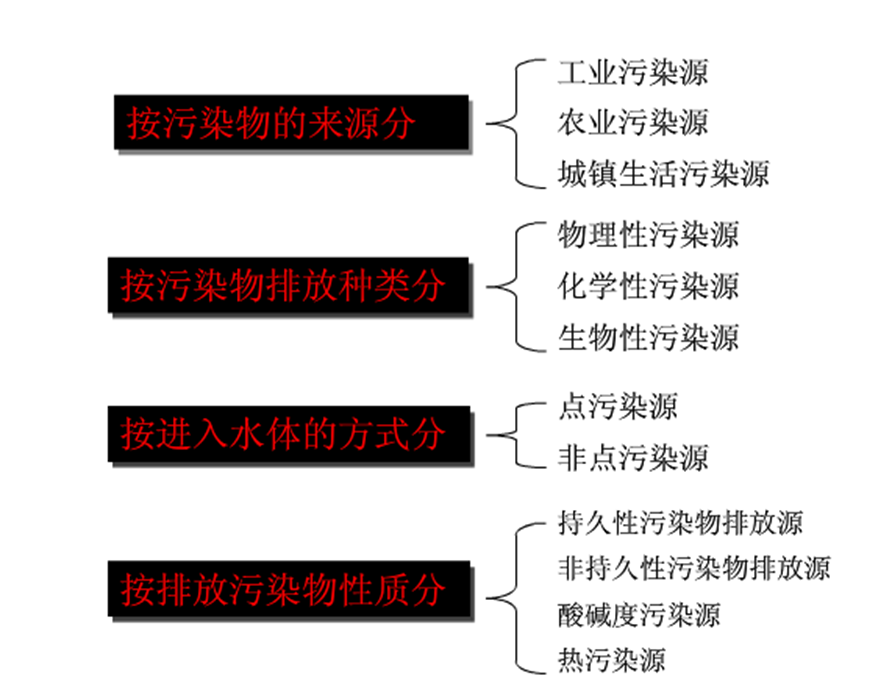 按污染物的来源分
工业污染源
农业污染源
城镇生活污染源
按污染物排放种类分
物理性污染源
化学性污染源
生物性污染源
按进入水体的方式分
点污染源
非点污染源
按排放污染物性质分
持久性污染物排放源
非持久性污染物排放源
酸碱度污染源
热污染源